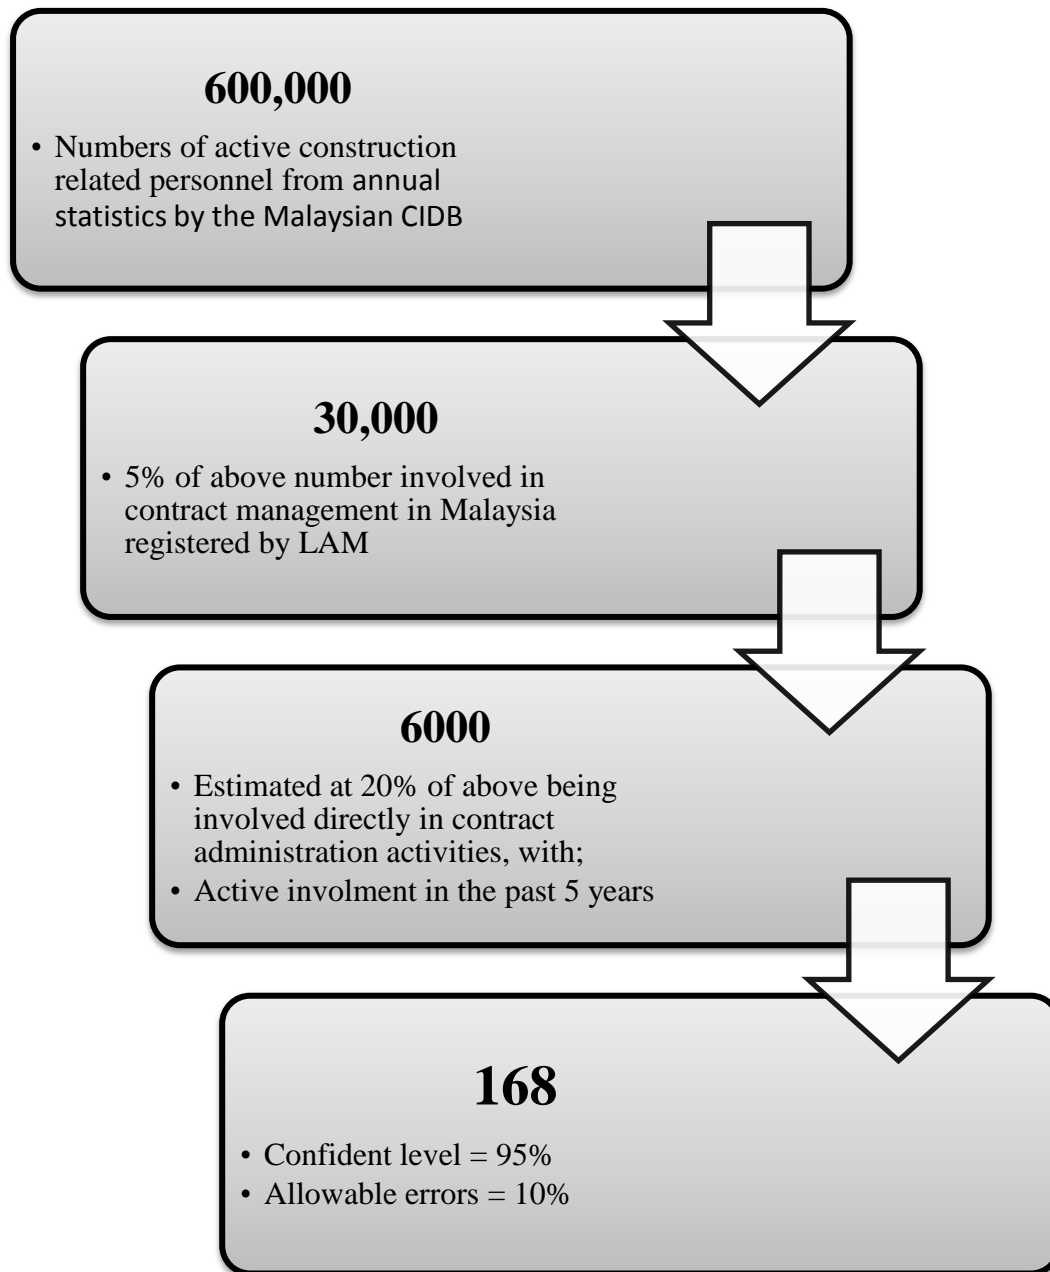 600,000
• Numbers of active construction
related personnel from annual
statistics by the Malaysian CIDB
30,000
• 5% of above number involved in
contract management in Malaysia
registered by LAM
6000
• Estimated at 20% of above being
involved directly in contract
administration activities, with;
• Active involment in the past 5 years
168
• Confident level = 95%
• Allowable errors = 10%